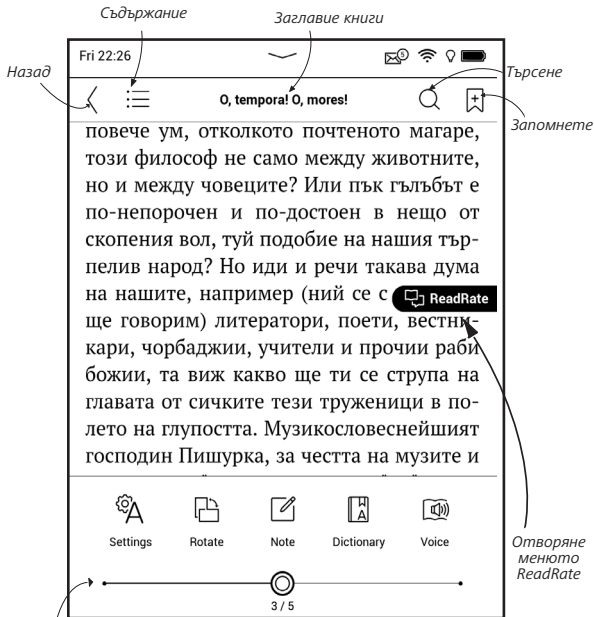 Съдържание
Заглавие книги
Fri 22:26
5
Назад
Търсене
O, tempora! O, mores!
Запомнете
повече ум, отколкото почтеното магаре,
този философ не само между животните,
но и между човеците? Или пък гълъбът е
по-непорочен и по-достоен в нещо от
скопения вол, туй подобие на нашия тър-
пелив народ? Но иди и речи такава дума
на нашите, например (ний се с
ReadRate
ще говорим) литератори, поети, вестни-
кари, чорбаджии, учители и прочии раби
божии, та виж какво ще ти се струпа на
главата от сичките тези труженици в по-
лето на глупостта. Музикословеснейшият
господин Пишурка, за честта на музите и
Settings Rotate Note Dictionary Voice
Отворяне
менюто
ReadRate
3 / 5